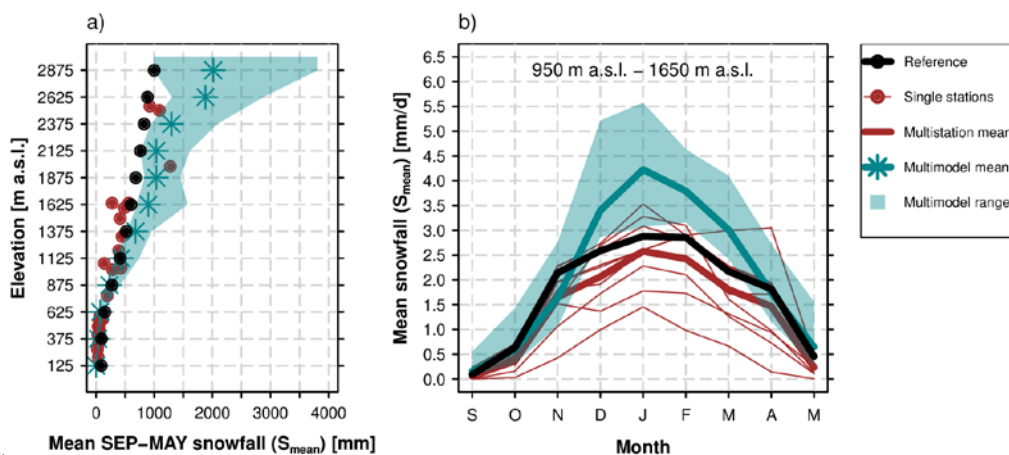 a)
2875
2625
2375
2125
1875
1625
1375
1125
875
625
375
125
Elevation [m a.s.l.]
0
1000
2000
3000
4000
Mean SEP−MAY snowfall (Smean) [mm]
b)
950 m a.s.l. − 1650 m a.s.l.
6.5
6.0
5.5
5.0
4.5
4.0
3.5
3.0
2.5
2.0
1.5
1.0
0.5
0.0
Mean snowfall (Smean) [mm/d]
S O N D J F M A M
Month
Reference
Single stations
Multistation mean
Multimodel mean
Multimodel range